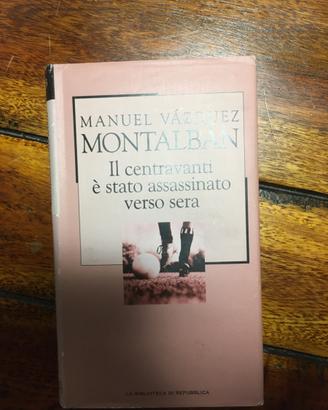 MANUEL VÁZQUEZ
MONTALBÁN
Il centravanti
è stato assassinato
verso sera
LA BIBLIOTECA DI REPUBBLICA